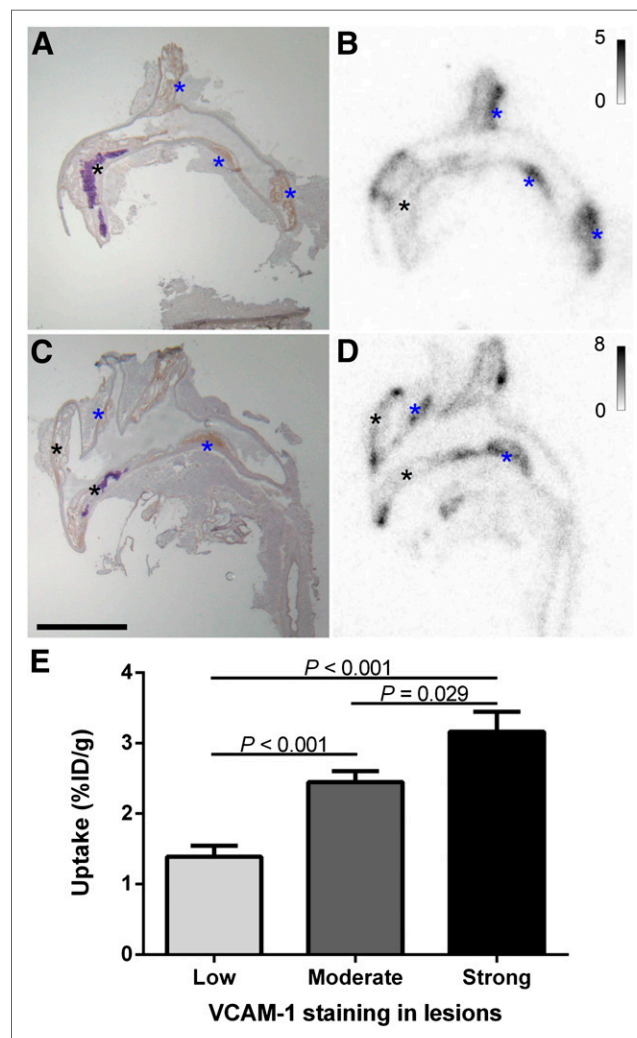 A
B
5
0
C
D
8
0
E
4
3
2
1
0
Uptake (%ID/g)
P < 0.001
P = 0.029
P < 0.001
Low
Moderate
Strong
VCAM-1 staining in lesions